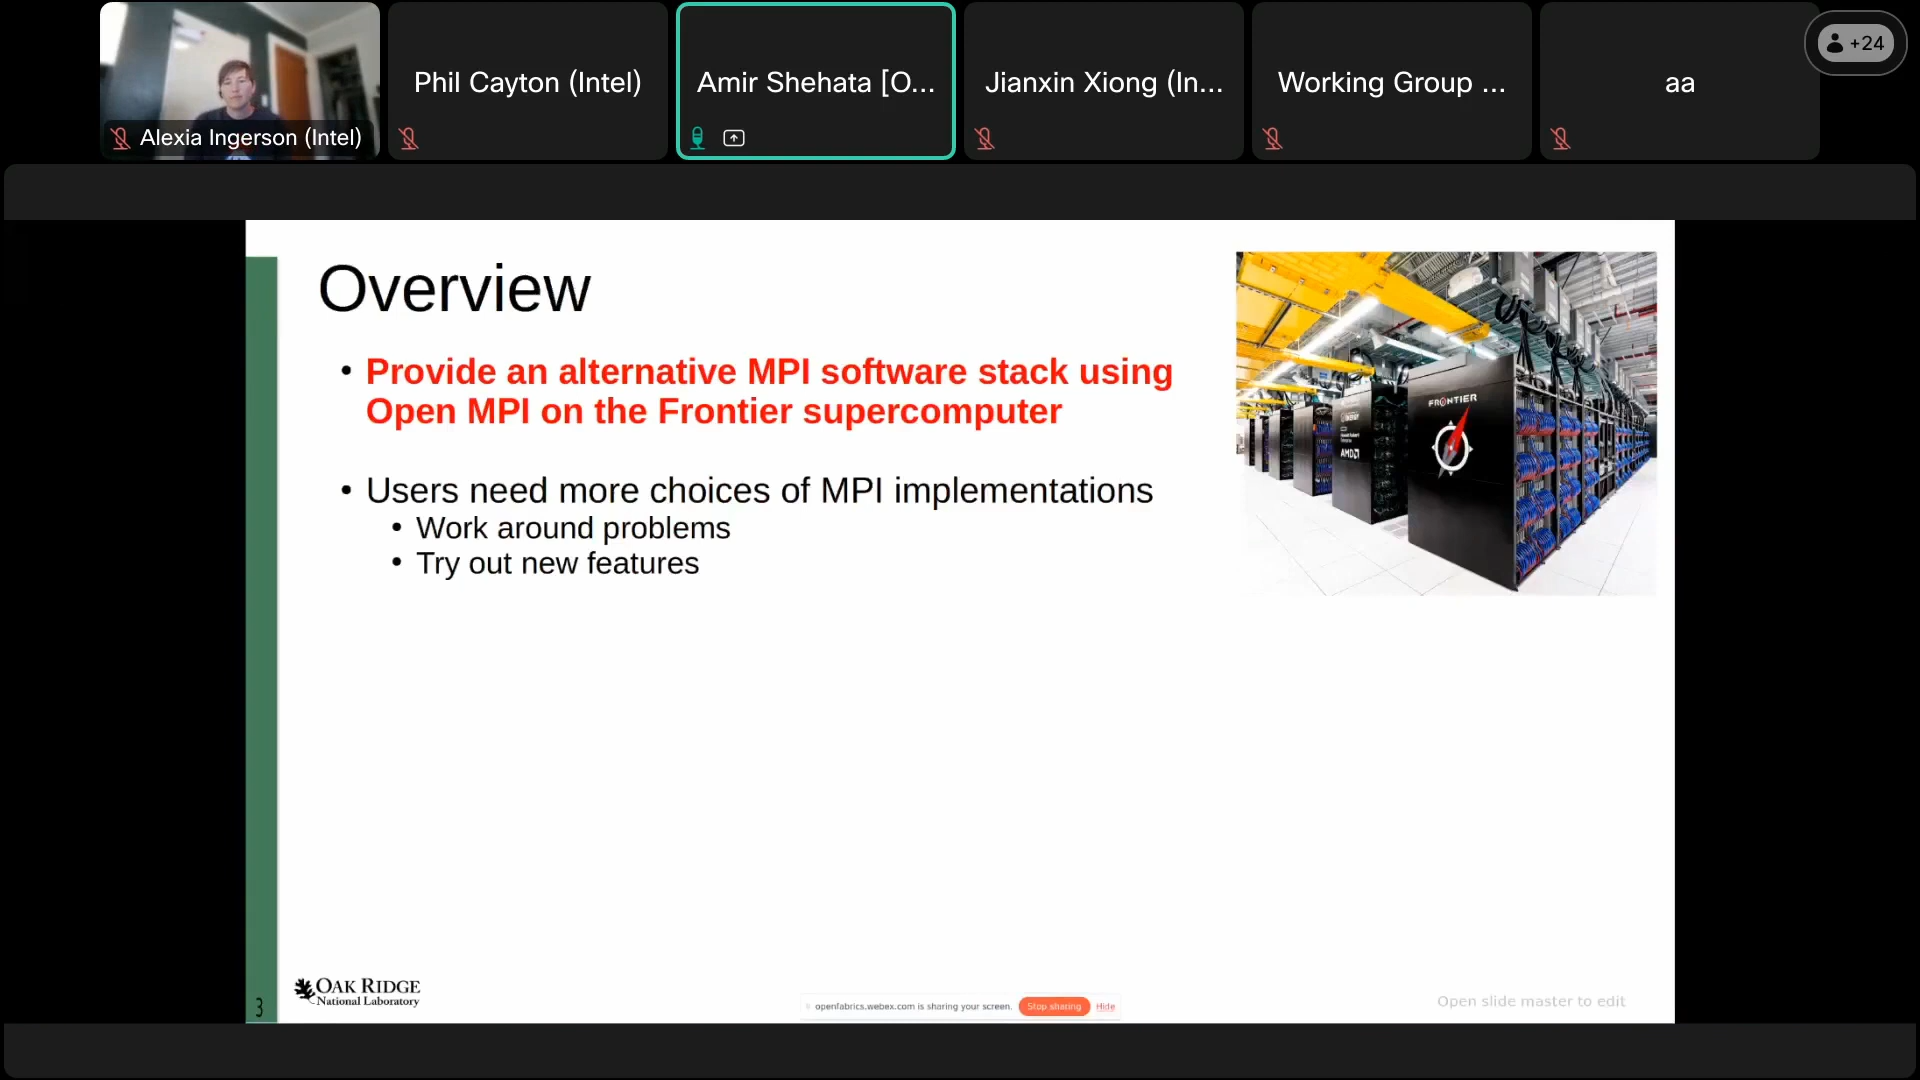 Alexia Ingerson (Intel)
Phil Cayton (Intel)
Amir Shehata [O...
Jianxin Xiong (In...
Working Group ...
aa
+24
Overview
• Provide an alternative MPI software stack using
Open MPI on the Frontier supercomputer
• Users need more choices of MPI implementations
• Work around problems
• Try out new features
FRONTIER
AMD
3
OAK RIDGE
National Laboratory
openfabrics.webex.com is sharing your screen.
Stop sharing
Hide
Open slide master to edit